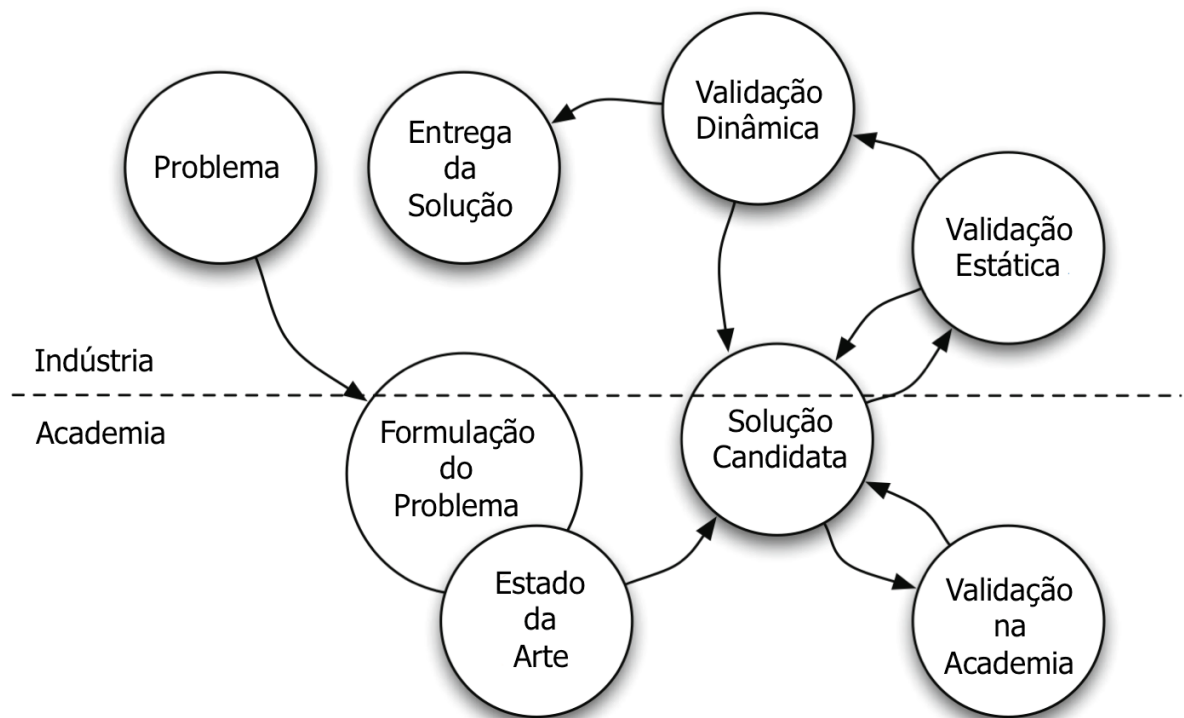 Problema
Entrega
da
Solução
Validação
Dinâmica
Validação
Estática
Indústria
Academia
Formulação
do
Problema
Estado
da
Arte
Solução
Candidata
Validação
na
Academia